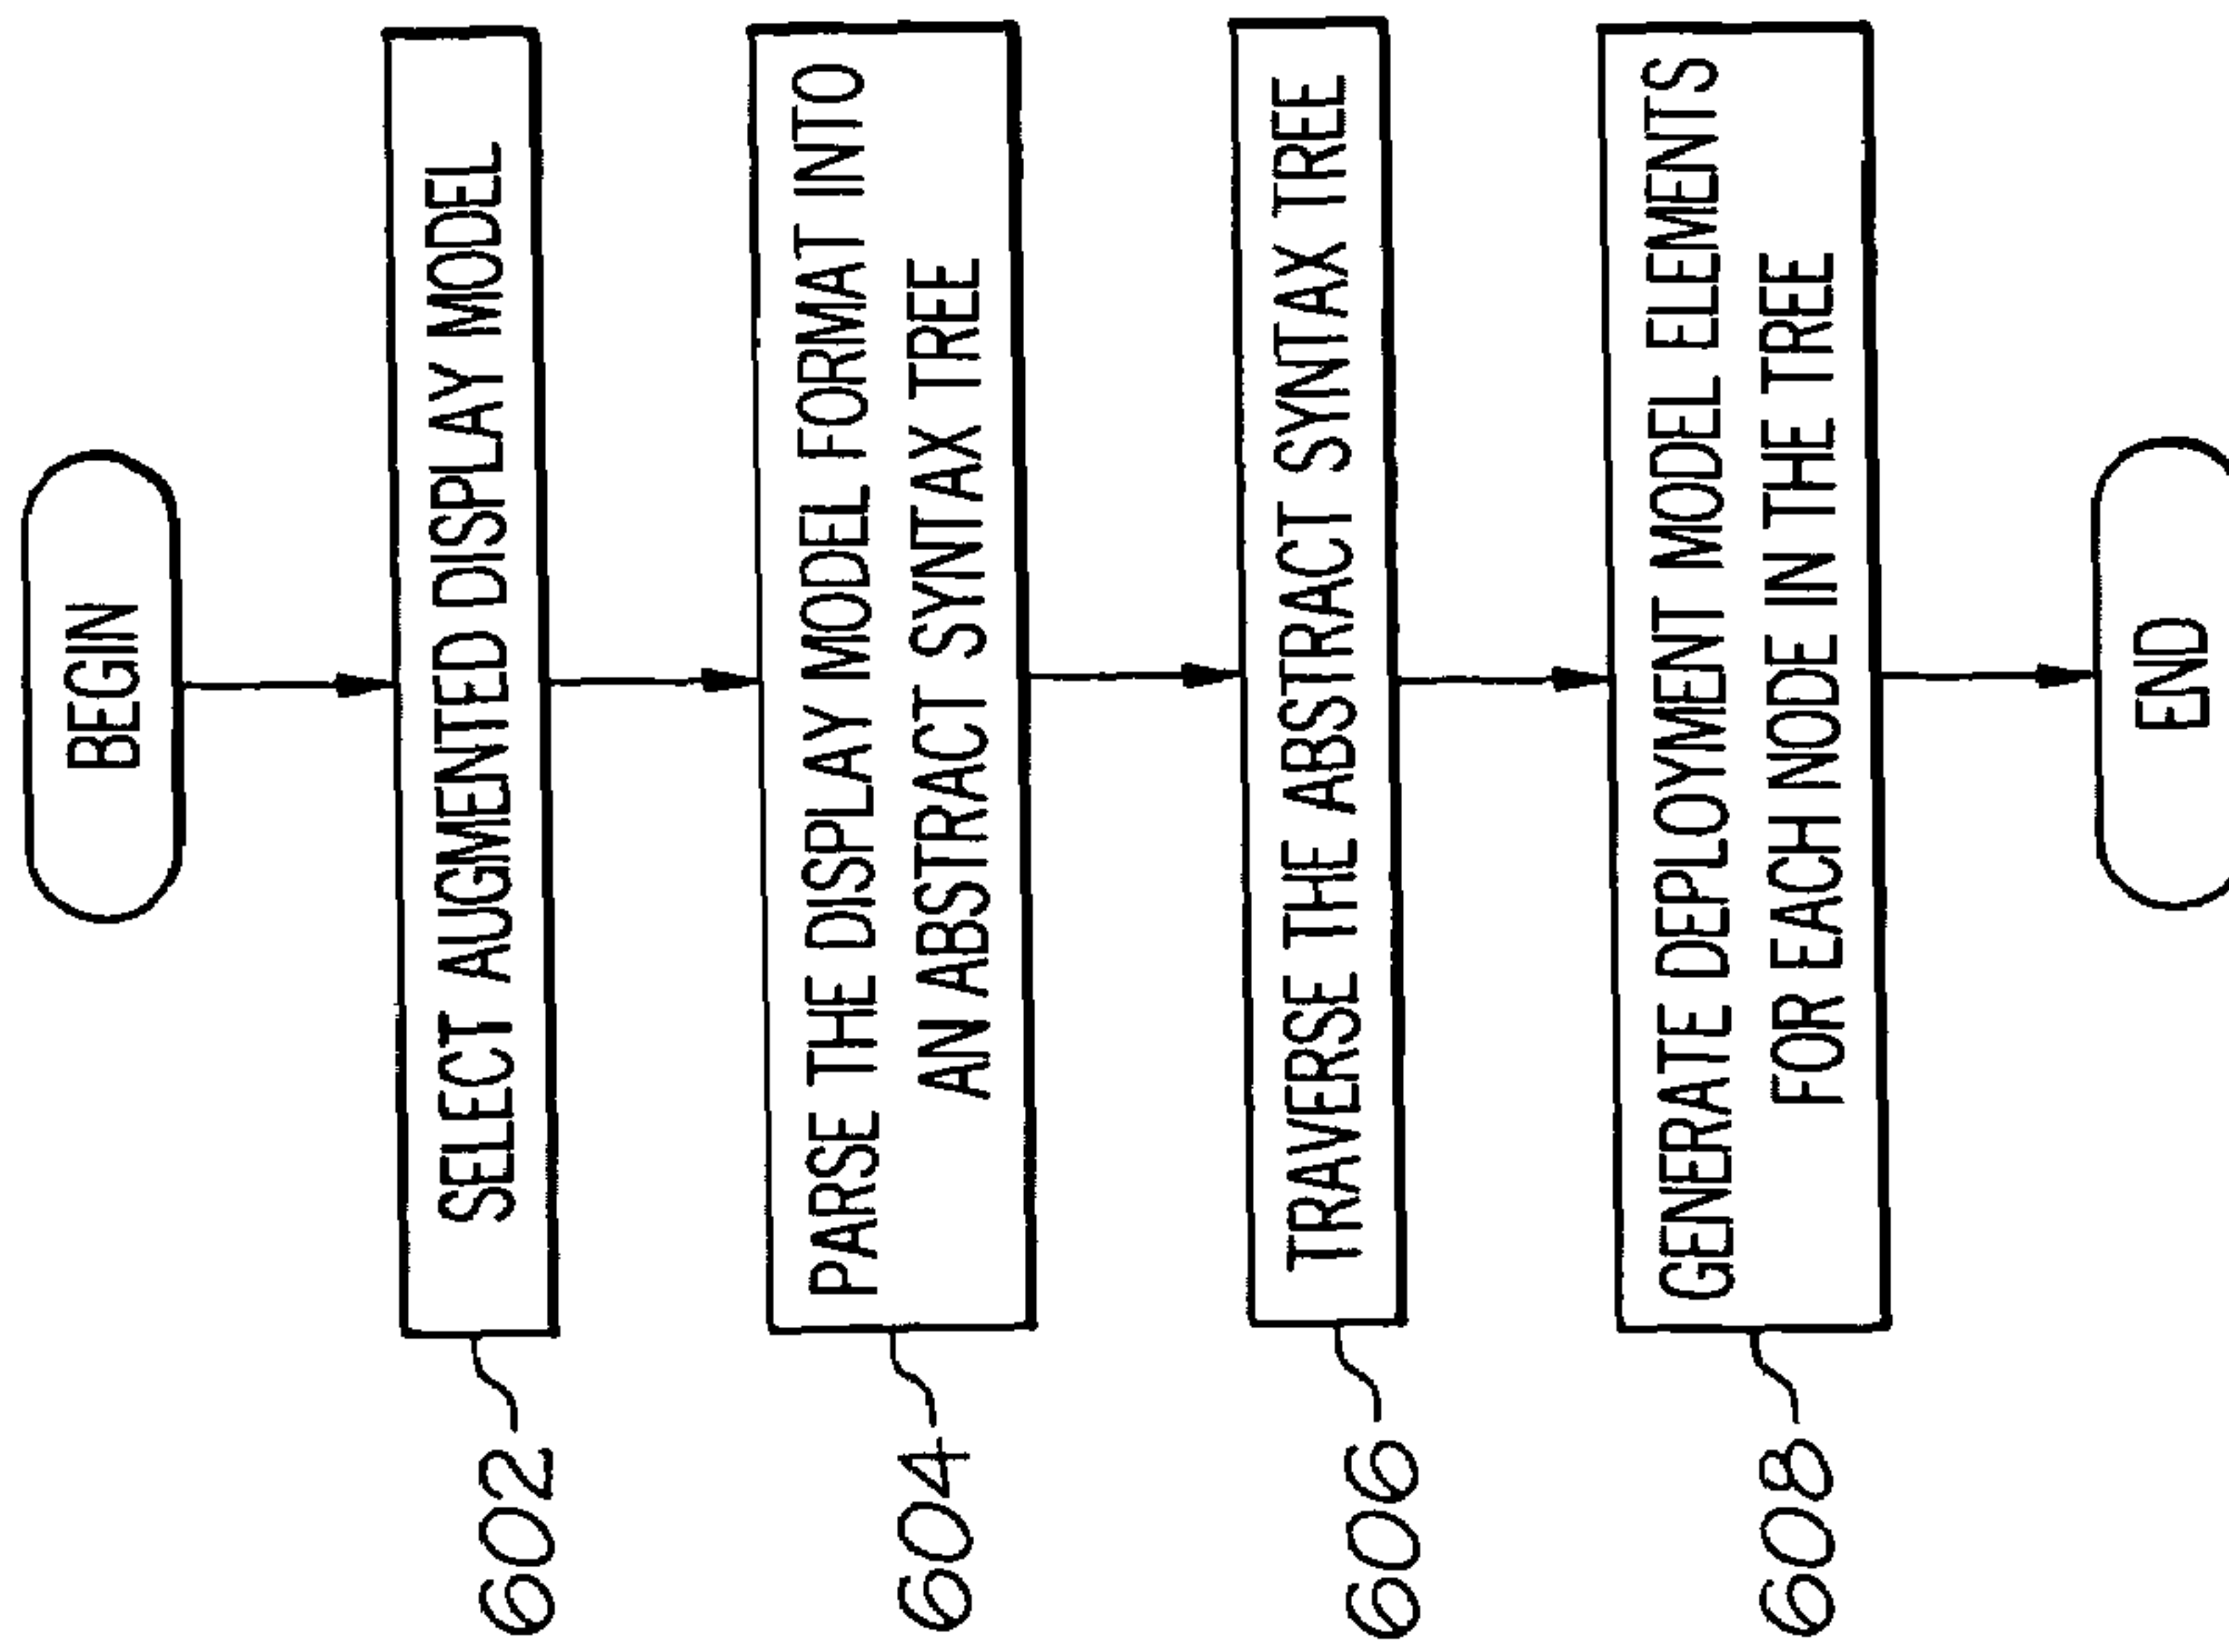 BEGIN
602
SELECT AUGMENTED DISPLAY MODEL
604
PARSE THE DISPLAY MODEL FORMAT INTO
AN ABSTRACT SYNTAX TREE
606
TRAVERSE THE ABSTRACT SYNTAX TREE
608
GENERATE DEPLOYMENT MODEL ELEMENTS
FOR EACH NODE IN THE TREE
END